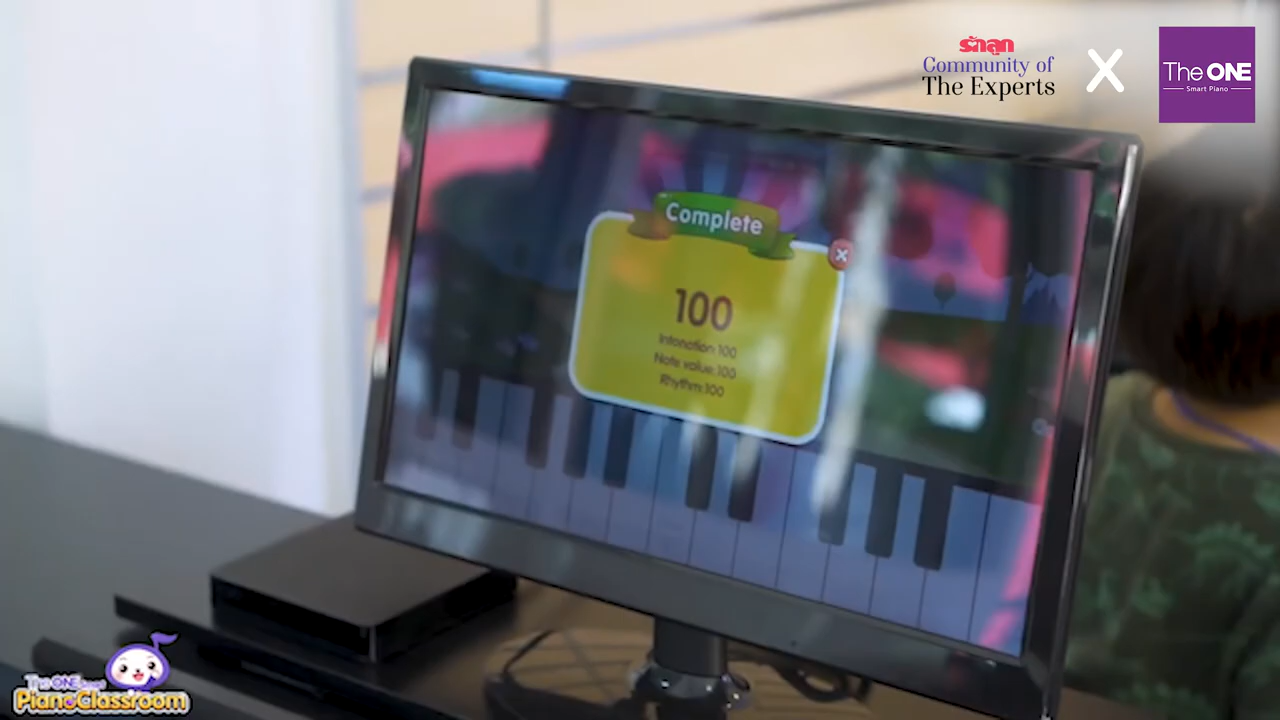 รักลูก
Community of
The Experts
X
The ONE
Smart Piano
Complete
100
Intonation:100
Note value:100
Rhythm:100
The ONE
PianoClassroom